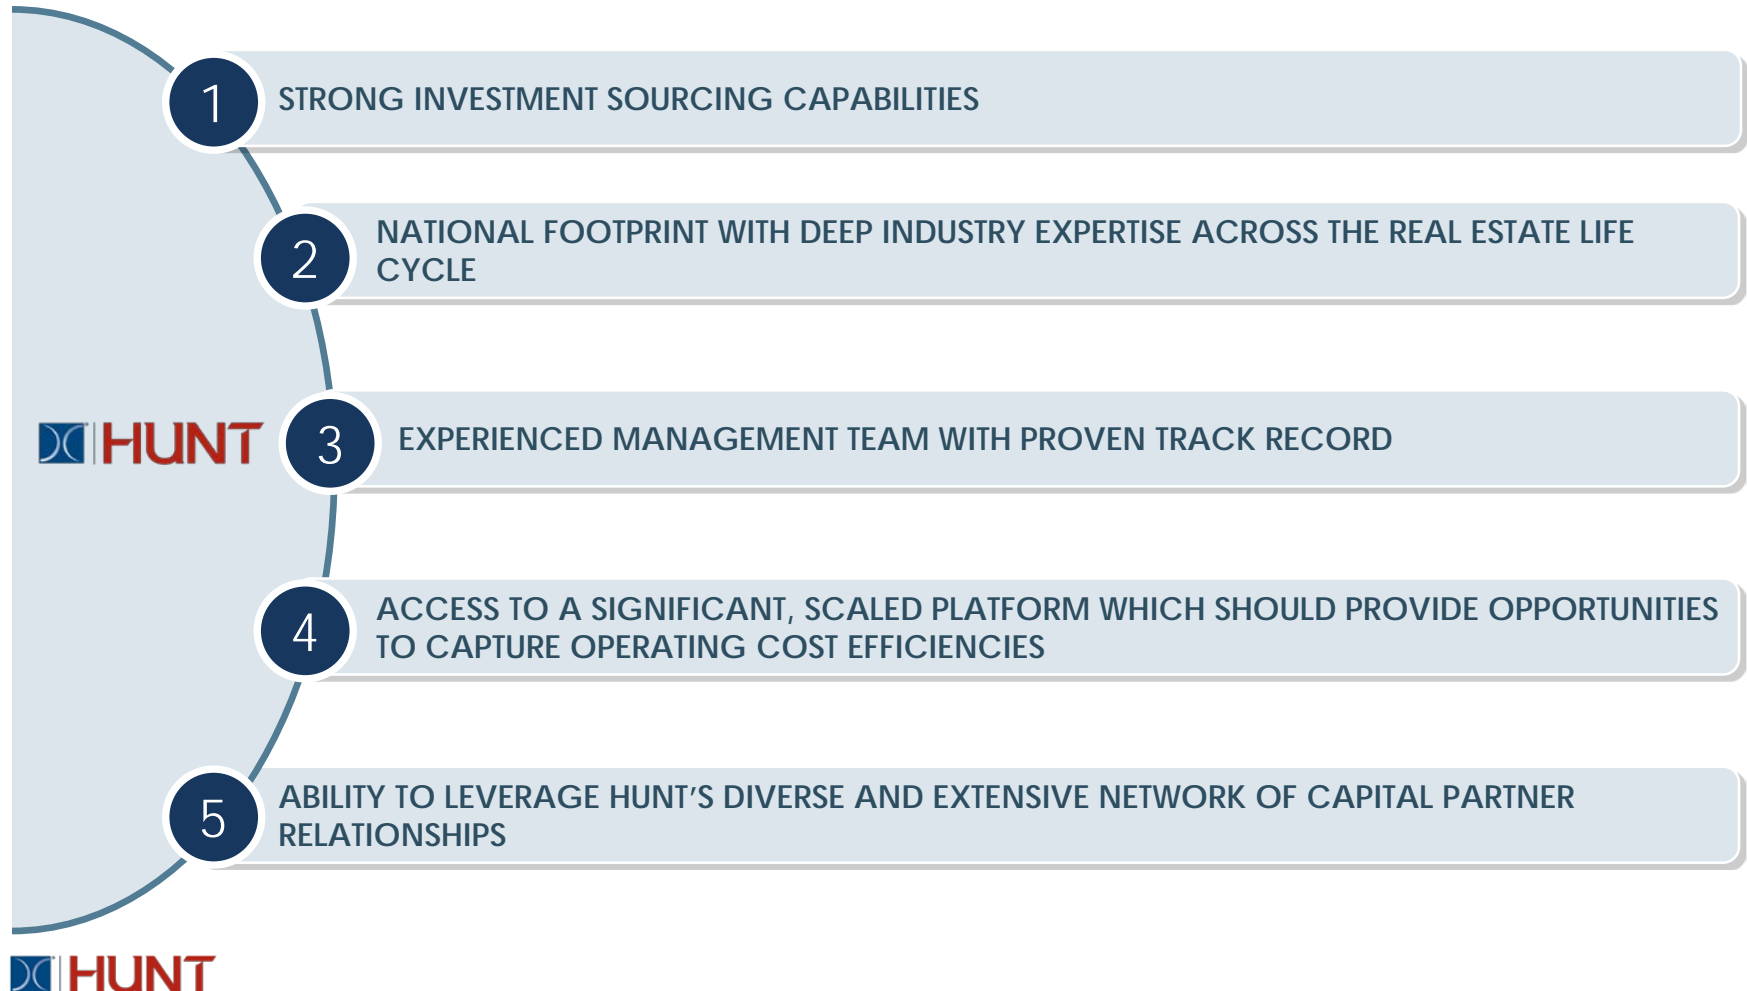 1
STRONG INVESTMENT SOURCING CAPABILITIES
2
NATIONAL FOOTPRINT WITH DEEP INDUSTRY EXPERTISE ACROSS THE REAL ESTATE LIFE
CYCLE
HUNT
3
EXPERIENCED MANAGEMENT TEAM WITH PROVEN TRACK RECORD
4
ACCESS TO A SIGNIFICANT, SCALED PLATFORM WHICH SHOULD PROVIDE OPPORTUNITIES
TO CAPTURE OPERATING COST EFFICIENCIES
5
ABILITY TO LEVERAGE HUNT’S DIVERSE AND EXTENSIVE NETWORK OF CAPITAL PARTNER
RELATIONSHIPS
HUNT